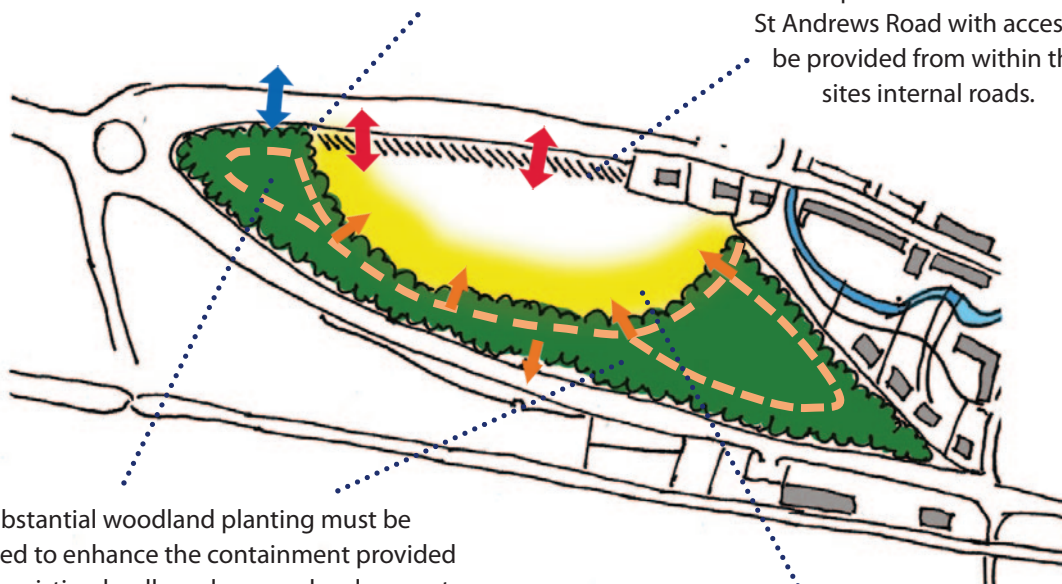 St Andrews Road with acces
be provided from within th
sites internal roads.
bstantial woodland planting must be
ed to enhance the containment provided